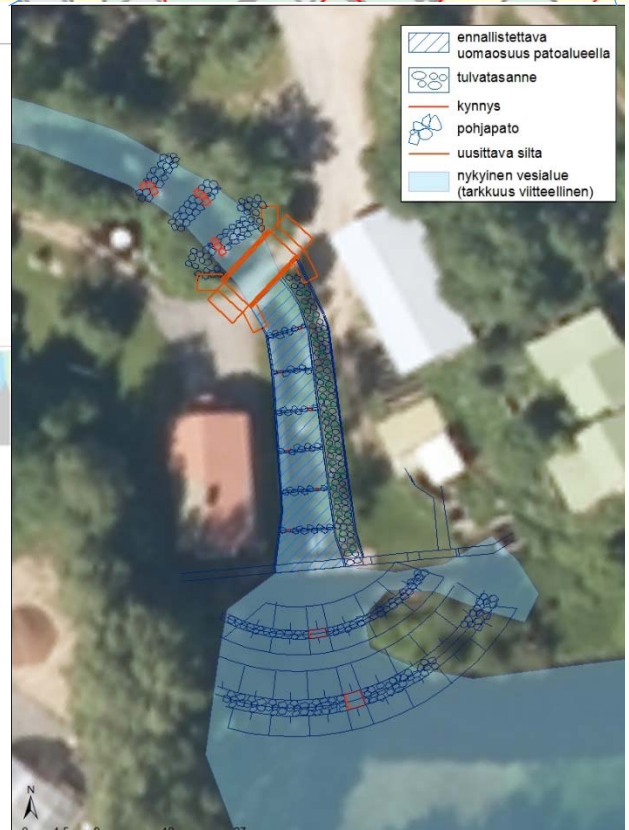 ennallistettava
uomaosuus patoalueella
tulvatasanne
kynnys
pohjapato
uusittava silta
nykyinen vesialue
(tarkkuus viitteellinen)
N